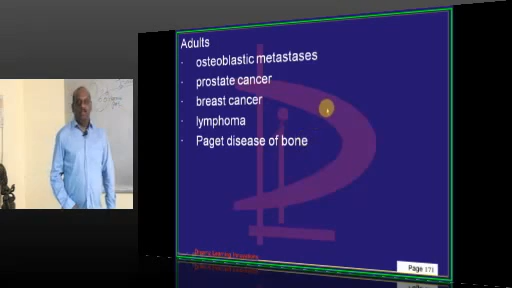 Adults
· osteoblastic metastases
· prostate cancer
· breast cancer
· lymphoma
· Paget disease of bone
Page 171